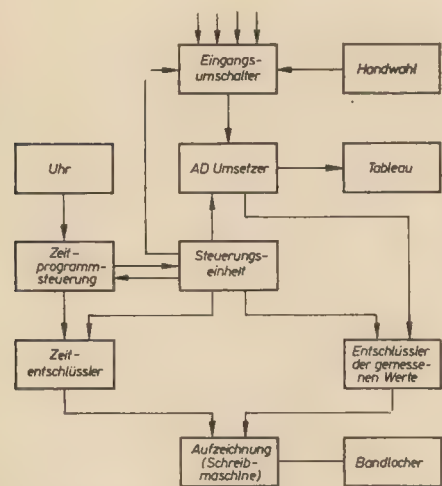 Eingangs-
umschalter
Handwahl
Uhr
AD Umsetzer
Tableau
Zeit-
programm-
steuerung
Steuerungs-
einheit
Zeit-
entschlüssler
Entschlüssler
der gemesse-
nen Werte
Aufzeichnung
(Schreib-
maschine)
Bandlocher